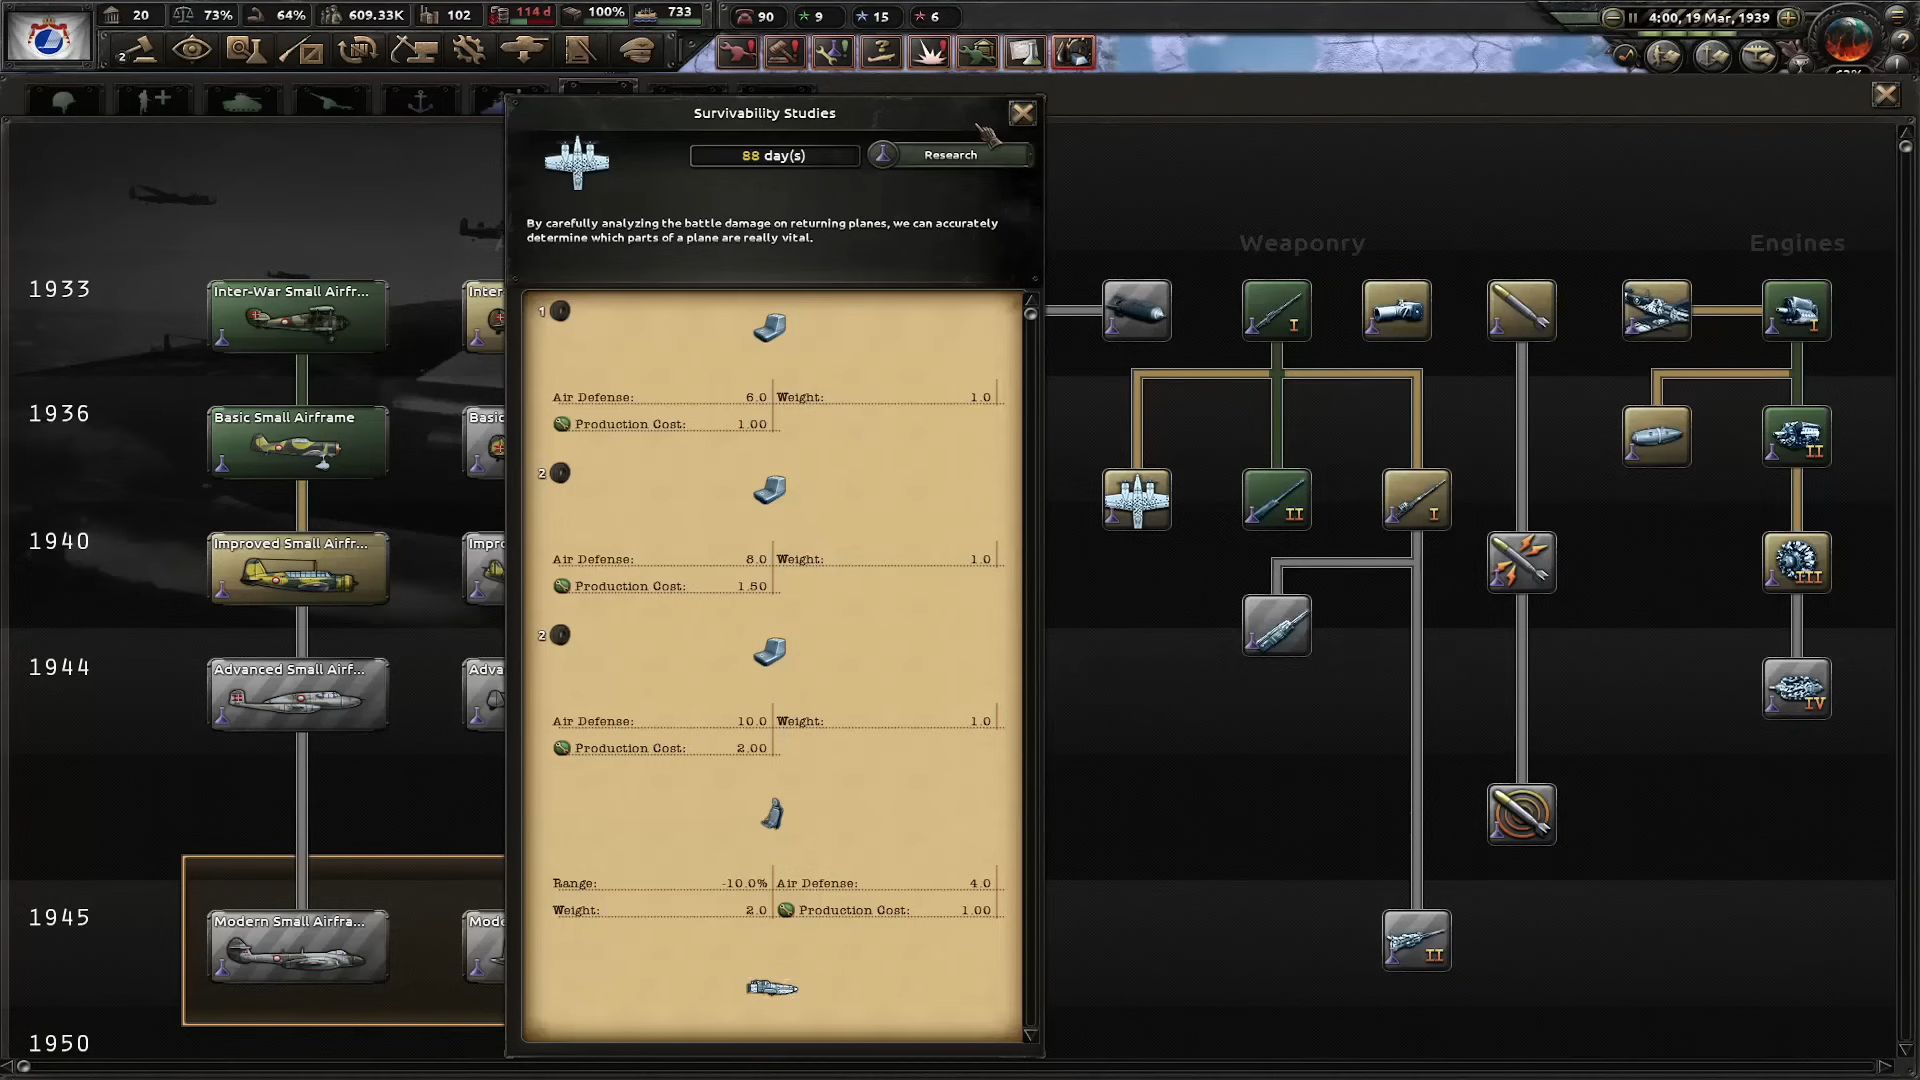 20
73%
64%
609.33K
102
114 d
100%
733
90
9
15
6
4:00, 19 Mar, 1939
2
Survivability Studies
88 day(s)
Research
By carefully analyzing the battle damage on returning planes, we can accurately
determine which parts of a plane are really vital.
Weaponry
Engines
1933
Inter-War Small Airfr...
Inter
1936
Basic Small Airframe
Basic
1940
Improved Small Airfr...
Impro
1944
Advanced Small Airf...
Adva
1945
Modern Small Airfra...
Mode
1950
1
Air Defense: 6.0 Weight: 1.0
Production Cost: 1.00
2
Air Defense: 8.0 Weight: 1.0
Production Cost: 1.50
2
Air Defense: 10.0 Weight: 1.0
Production Cost: 2.00
Range: -10.0% Air Defense: 4.0
Weight: 2.0 Production Cost: 1.00
I
I
II
II
I
III
IV
II